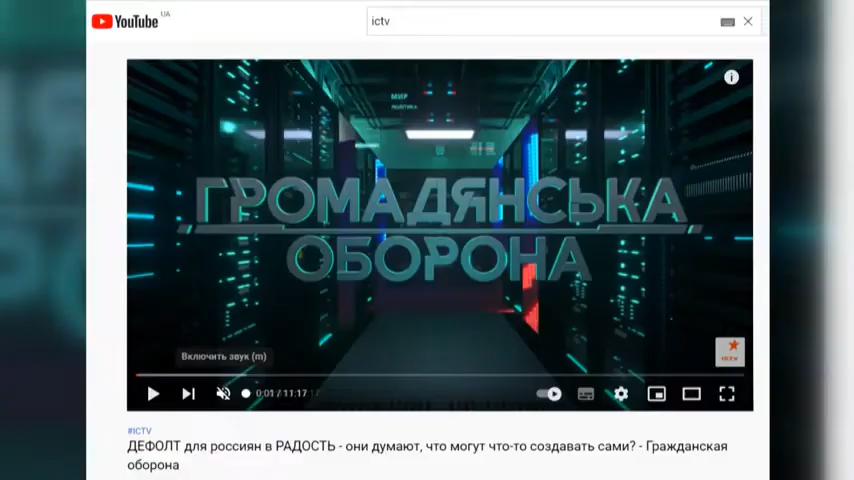 YouTube UA
ictv
МИР
ПОЛИТИКА
ГРОМАДЯНСЬКА
ОБОРОНА
Включить звук (m)
0:01 / 11:17
#ICTV
ДЕФОЛТ для россиян в РАДОСТЬ - они думают, что могут что-то создавать сами? - Гражданская
оборона